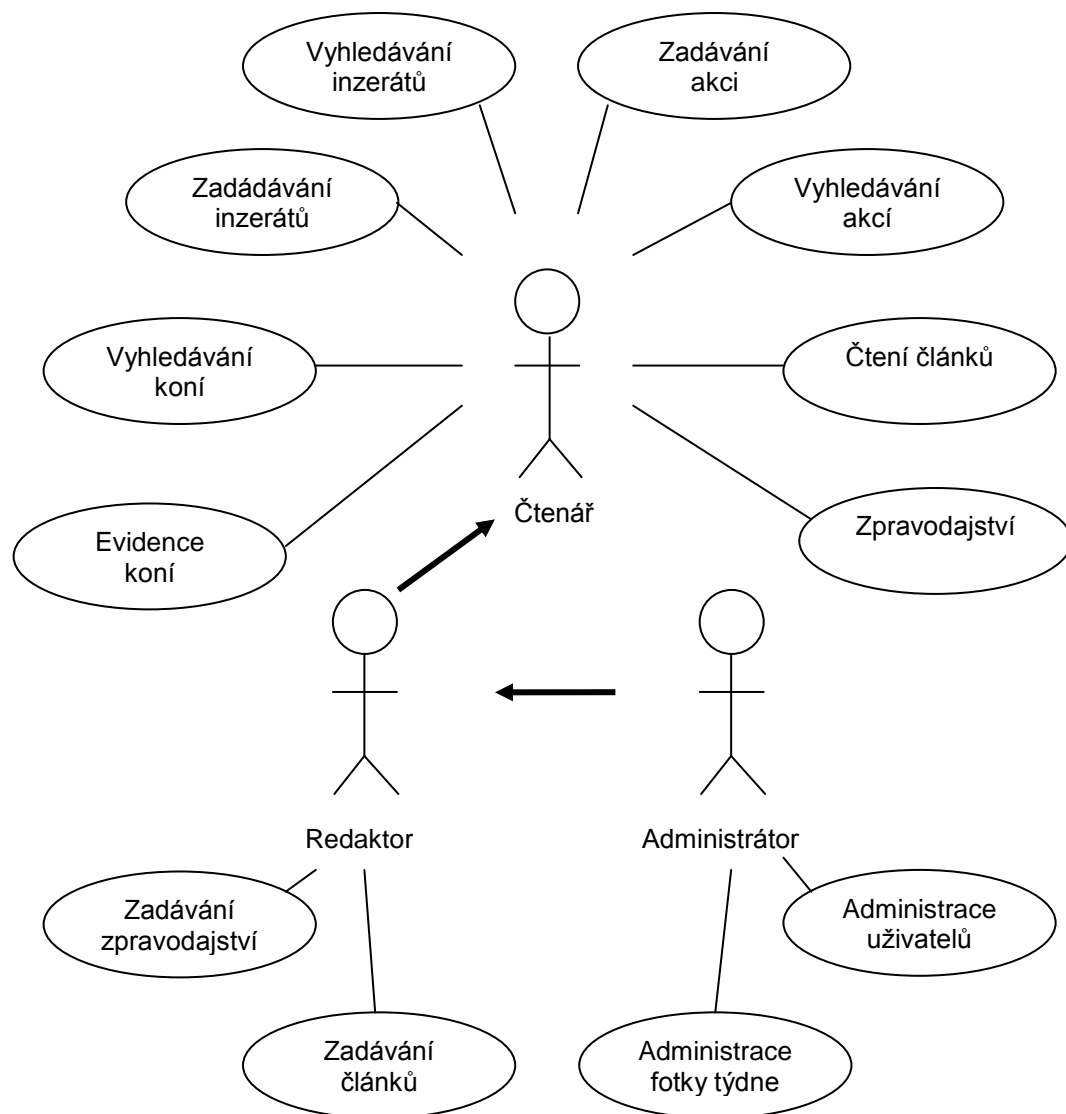 Vyhledávání
inzerátů
Zadávání
akci
Zadádávání
inzerátů
Vyhledávání
akcí
Vyhledávání
koní
Čtení článků
Čtenář
Evidence
koní
Zpravodajství
Redaktor
Administrátor
Zadávání
zpravodajství
Administrace
uživatelů
Zadávání
článků
Administrace
fotky týdne